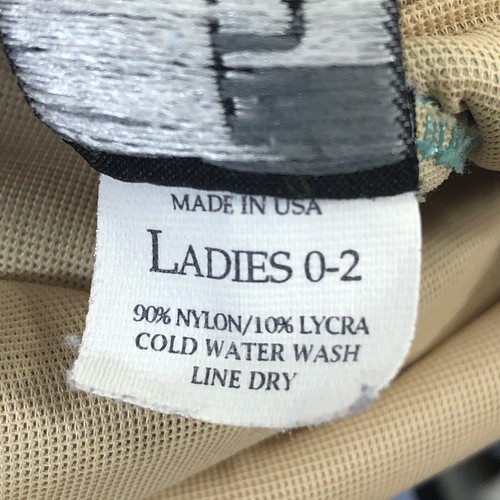 MADE IN USA
LADIES 0-2
90% NYLON/10% LYCRA
COLD WATER WASH
LINE DRY